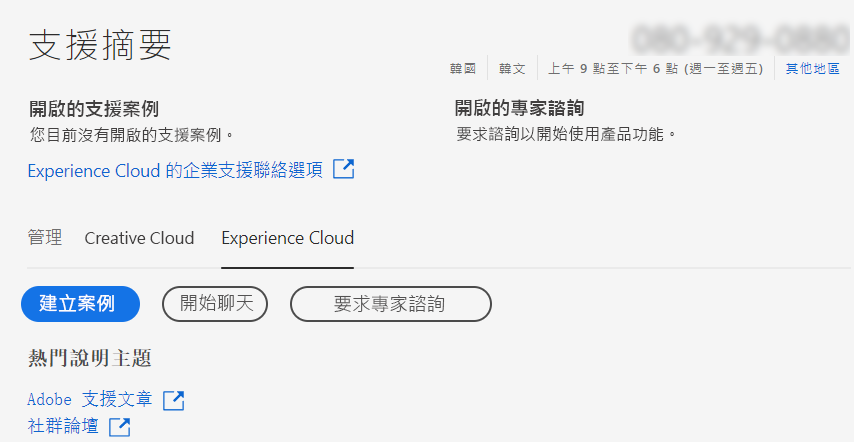 支援摘要
韓國 韓文 上午 9 點至下午 6 點 (週一至週五) 其他地區
開啟的支援案例
您目前沒有開啟的支援案例。
Experience Cloud 的企業支援聯絡選項
開啟的專家諮詢
要求諮詢以開始使用產品功能。
管理 Creative Cloud Experience Cloud
建立案例 開始聊天 要求專家諮詢
熱門說明主題
Adobe 支援文章
社群論壇